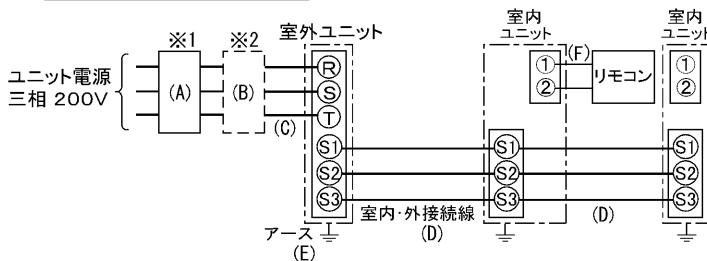 ※1
※2
室外ユニット
室内
ユニット
室内
ユニット
ユニット電源
三相 200V
(A)
(B)
(C)
R
S
T
S1
S2
S3
アース
(E)
室内・外接続線
(D)
1
2
(F)
リモコン
S1
S2
S3
(D)
1
2
S1
S2
S3